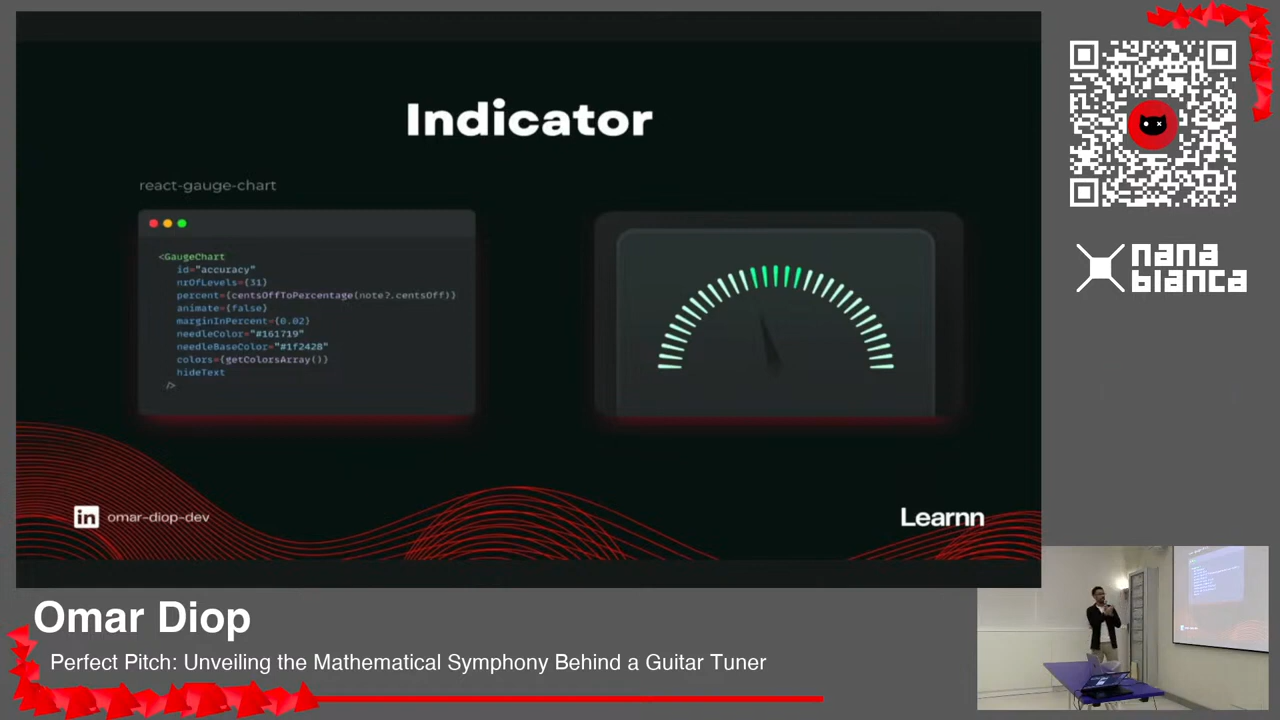 Indicator
react-gauge-chart
<GaugeChart
id="accuracy"
nrOfLevels={31}
percent={centsOffToPercentage(note?.centsOff)}
animate={false}
marginInPercent={0.02}
needleColor="#161719"
needleBaseColor="#1f2428"
colors={getColorsArray()}
hideText
/>
in omar-diop-dev
Learnn
nana
bianca
Omar Diop
Perfect Pitch: Unveiling the Mathematical Symphony Behind a Guitar Tuner